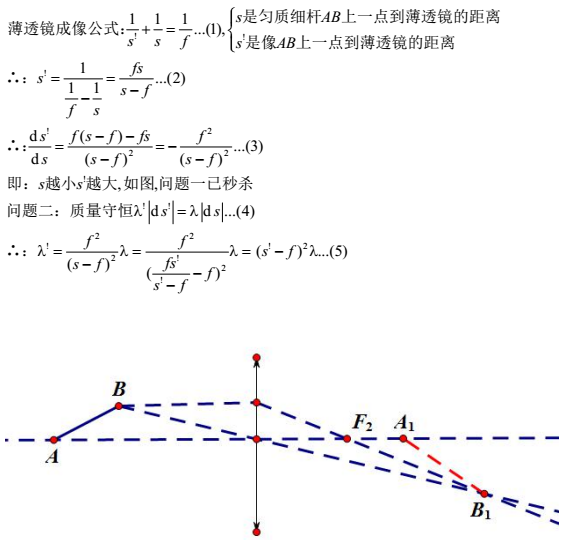 薄透镜成像公式:1/s' + 1/s = 1/f ...(1), {s是匀质细杆AB上一点到薄透镜的距离
s'是像AB上一点到薄透镜的距离
∴: s' = 1/(1/f − 1/s) = fs/(s−f) ...(2)
∴: ds'/ds = (f(s−f)−fs)/(s−f)² = − f²/(s−f)² ...(3)
即: s越小s'越大,如图,问题一已秒杀
问题二: 质量守恒λ'|ds'|=λ|ds|...(4)
∴: λ' = f²/(s−f)² λ = f²/(fs'/(s'−f) − f)² λ = (s'−f)²λ...(5)
B
F₂ A₁
A
B₁